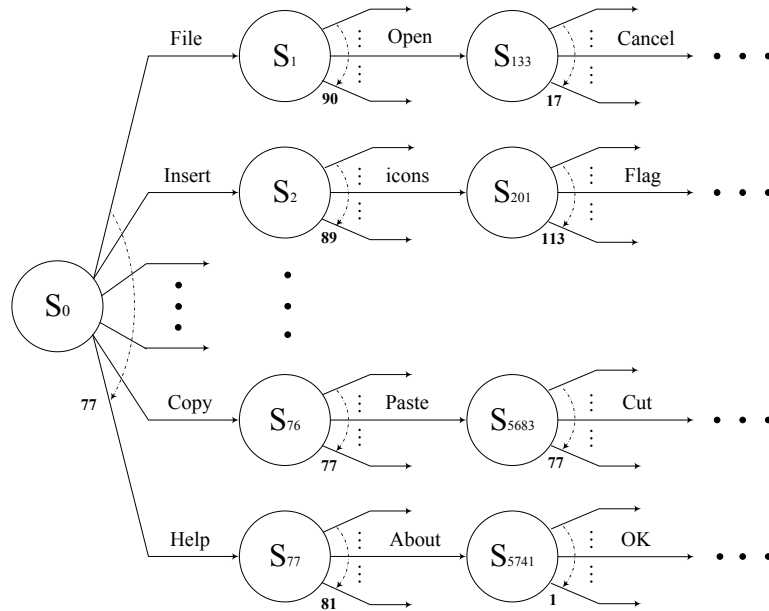 File
S1
Open
S133
Cancel
90
17
Insert
S2
icons
S201
Flag
89
113
S0
77
Copy
S76
Paste
S5683
Cut
77
77
Help
S77
About
S5741
OK
81
1